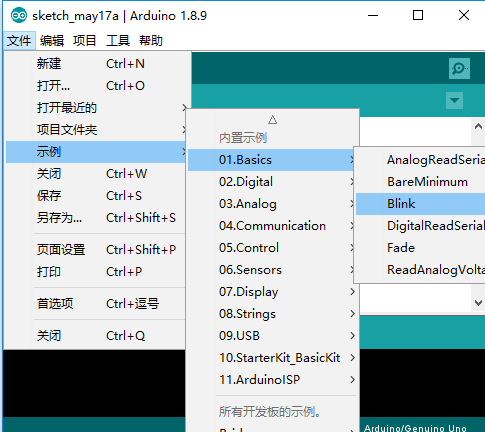 sketch_may17a | Arduino 1.8.9
文件 编辑 项目 工具 帮助
新建 Ctrl+N
打开... Ctrl+O
打开最近的
项目文件夹
示例
关闭 Ctrl+W
保存 Ctrl+S
另存为... Ctrl+Shift+S
页面设置 Ctrl+Shift+P
打印 Ctrl+P
首选项 Ctrl+逗号
关闭 Ctrl+Q
内置示例
01.Basics
02.Digital
03.Analog
04.Communication
05.Control
06.Sensors
07.Display
08.Strings
09.USB
10.StarterKit_BasicKit
11.ArduinoISP
所有开发板的示例。
AnalogReadSeria
BareMinimum
Blink
DigitalReadSerial
Fade
ReadAnalogVolta
Arduino/Genuino Uno